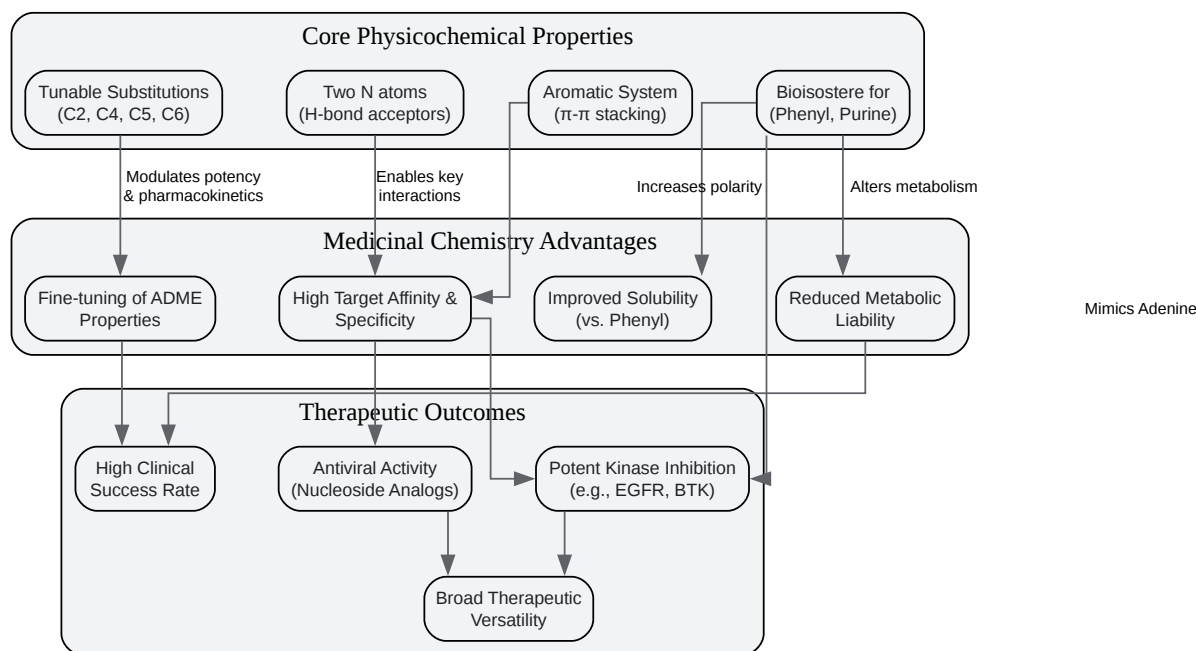 Core Physicochemical Properties
Tunable Substitutions
(C2, C4, C5, C6)
Two N atoms
(H-bond acceptors)
Aromatic System
(π-π stacking)
Bioisostere for
(Phenyl, Purine)
Modulates potency
& pharmacokinetics
Enables key
interactions
Increases polarity
Alters metabolism
Medicinal Chemistry Advantages
Fine-tuning of ADME
Properties
High Target Affinity &
Specificity
Improved Solubility
(vs. Phenyl)
Reduced Metabolic
Liability
Mimics Adenine
Therapeutic Outcomes
High Clinical
Success Rate
Antiviral Activity
(Nucleoside Analogs)
Potent Kinase Inhibition
(e.g., EGFR, BTK)
Broad Therapeutic
Versatility